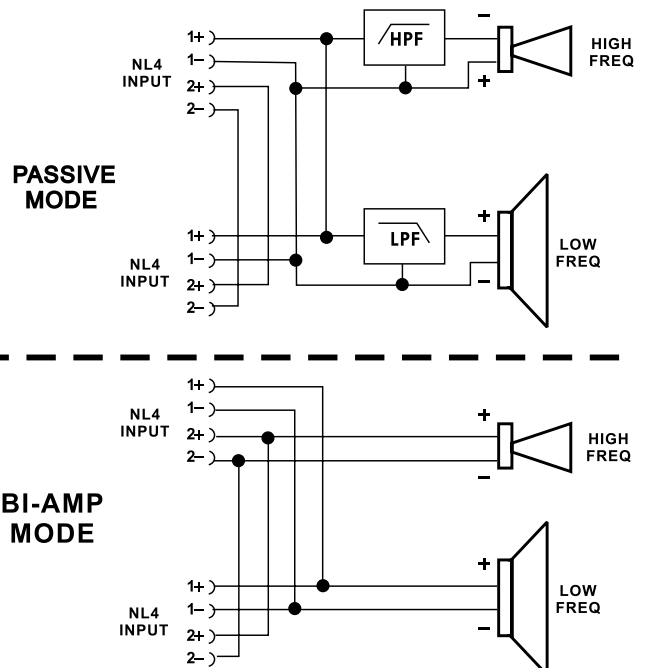 1+
1–
NL4
INPUT
2+
2–
HPF
–
+
HIGH
FREQ
PASSIVE
MODE
1+
1–
NL4
INPUT
2+
2–
LPF
+
–
LOW
FREQ
1+
1–
NL4
INPUT
2+
2–
+
–
HIGH
FREQ
BI-AMP
MODE
1+
1–
NL4
INPUT
2+
2–
+
–
LOW
FREQ